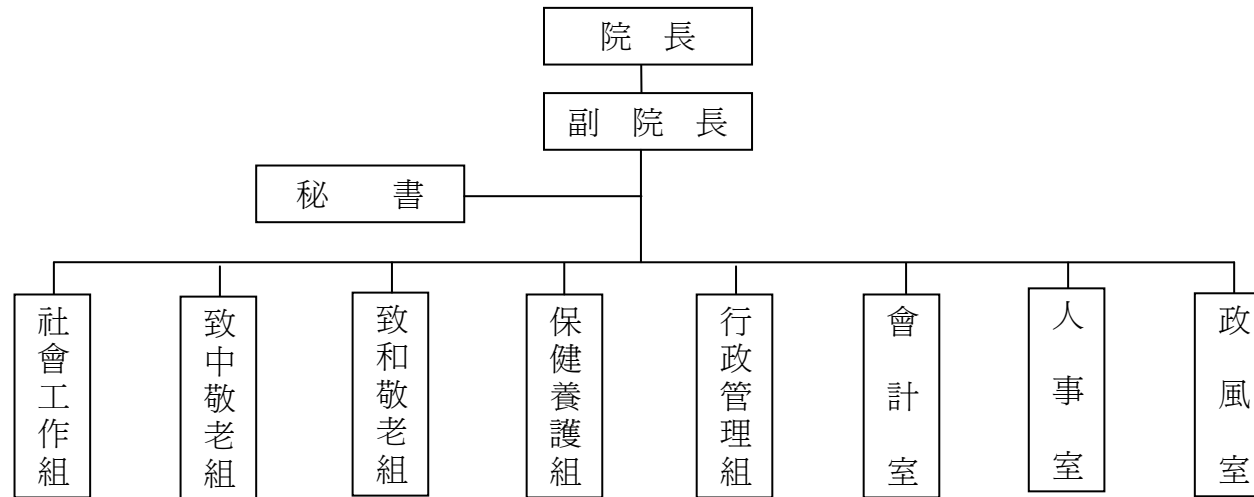 院 長
副 院 長
秘 書
社會工作組
致中敬老組
致和敬老組
保健養護組
行政管理組
會計室
人事室
政風室